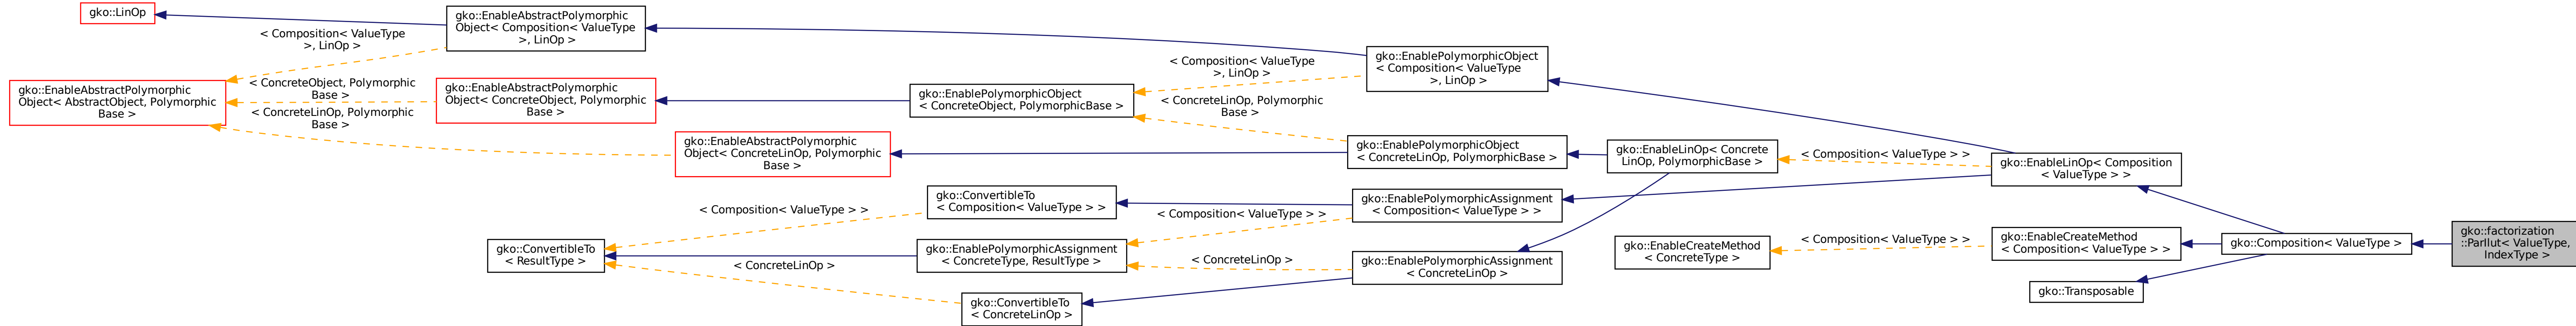 gko::LinOp
gko::EnableAbstractPolymorphic
Object< Composition< ValueType
>, LinOp >
< Composition< ValueType
>, LinOp >
gko::EnableAbstractPolymorphic
Object< AbstractObject, Polymorphic
Base >
< ConcreteObject, Polymorphic
Base >
< ConcreteLinOp, Polymorphic
Base >
gko::EnableAbstractPolymorphic
Object< ConcreteObject, Polymorphic
Base >
gko::EnableAbstractPolymorphic
Object< ConcreteLinOp, Polymorphic
Base >
gko::EnablePolymorphicObject
< ConcreteObject, PolymorphicBase >
< Composition< ValueType
>, LinOp >
< ConcreteLinOp, Polymorphic
Base >
gko::EnablePolymorphicObject
< Composition< ValueType
>, LinOp >
gko::EnablePolymorphicObject
< ConcreteLinOp, PolymorphicBase >
gko::EnableLinOp< Concrete
LinOp, PolymorphicBase >
< Composition< ValueType > >
gko::EnableLinOp< Composition
< ValueType > >
gko::ConvertibleTo
< Composition< ValueType > >
< Composition< ValueType > >
< Composition< ValueType > >
gko::EnablePolymorphicAssignment
< Composition< ValueType > >
gko::ConvertibleTo
< ResultType >
gko::EnablePolymorphicAssignment
< ConcreteType, ResultType >
< ConcreteLinOp >
< ConcreteLinOp >
gko::EnablePolymorphicAssignment
< ConcreteLinOp >
gko::ConvertibleTo
< ConcreteLinOp >
gko::EnableCreateMethod
< ConcreteType >
< Composition< ValueType > >
gko::EnableCreateMethod
< Composition< ValueType > >
gko::Composition< ValueType >
gko::Transposable
gko::factorization
::ParIlut< ValueType,
IndexType >